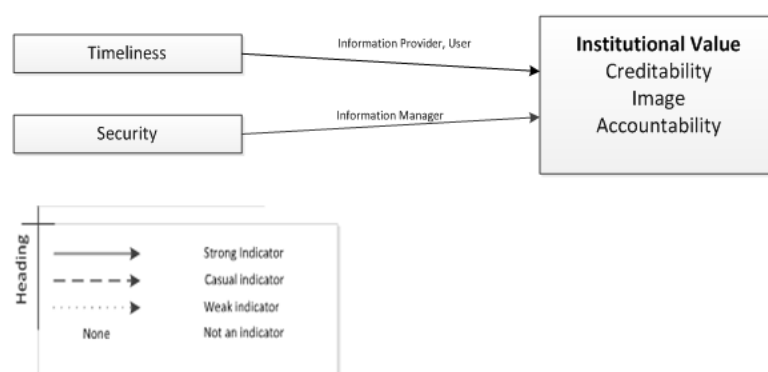 Timeliness
Information Provider, User
Institutional Value
Creditability
Image
Accountability
Security
Information Manager
Heading
Strong Indicator
Casual indicator
Weak indicator
None Not an indicator